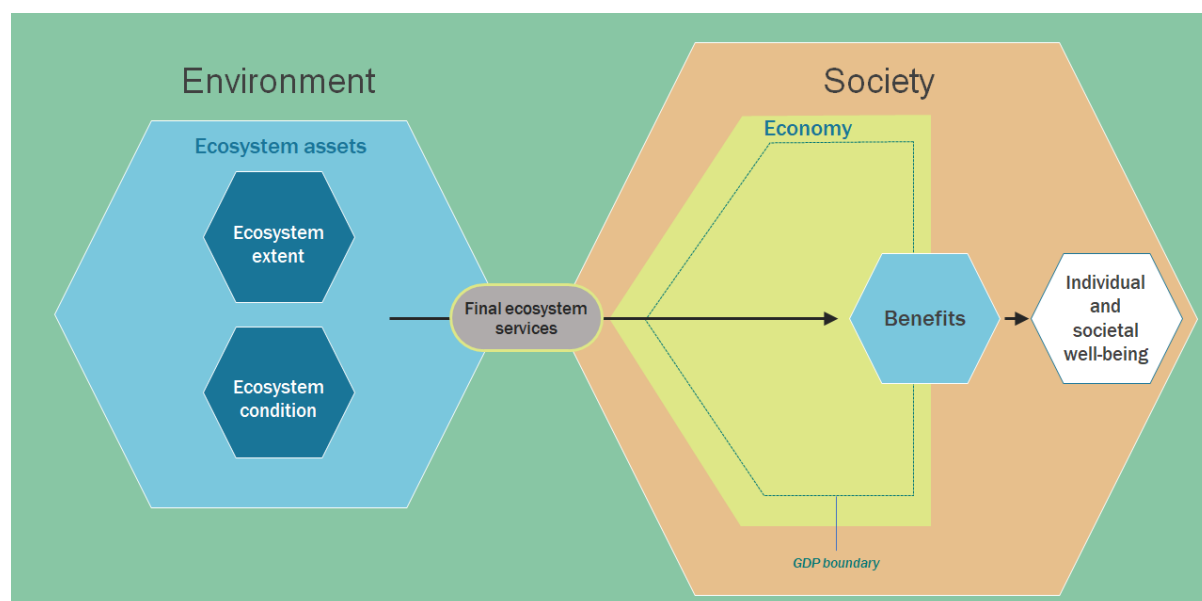 Environment
Society
Ecosystem assets
Economy
Ecosystem
extent
Final ecosystem
services
Benefits
Individual
and
societal
well-being
Ecosystem
condition
GDP boundary